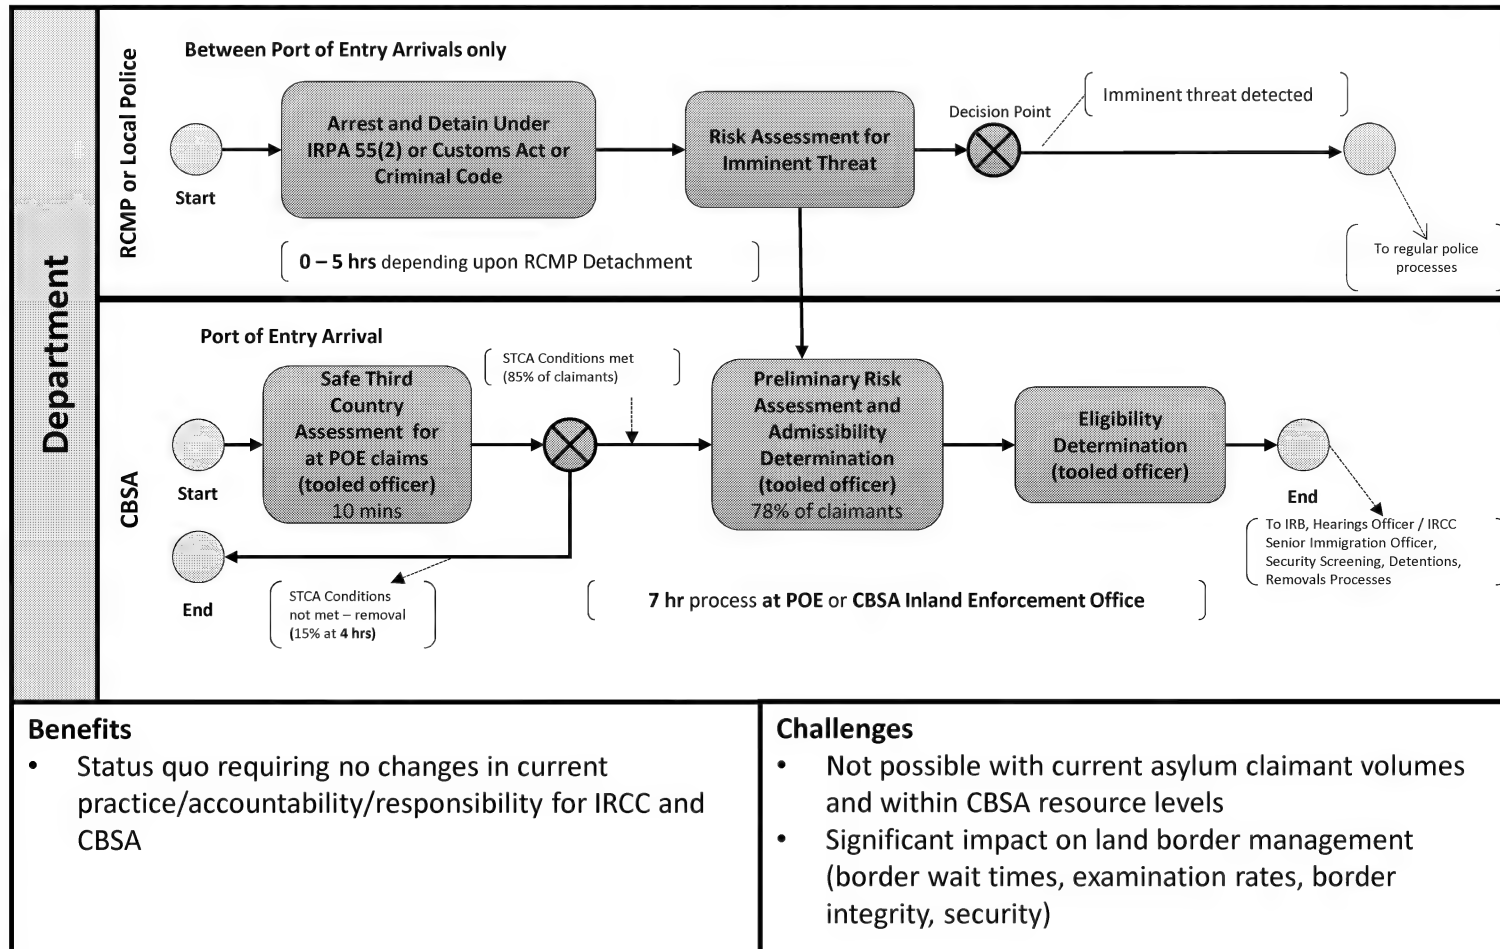 Department
RCMP or Local Police
Between Port of Entry Arrivals only
Start
Arrest and Detain Under
IRPA 55(2) or Customs Act or
Criminal Code
Risk Assessment for
Imminent Threat
Decision Point
Imminent threat detected
0 – 5 hrs depending upon RCMP Detachment
To regular police
processes
CBSA
Port of Entry Arrival
Start
Safe Third
Country
Assessment for
at POE claims
(tooled officer)
10 mins
STCA Conditions met
(85% of claimants)
Preliminary Risk
Assessment and
Admissibility
Determination
(tooled officer)
78% of claimants
Eligibility
Determination
(tooled officer)
End
To IRB, Hearings Officer / IRCC
Senior Immigration Officer,
Security Screening, Detentions,
Removals Processes
End
STCA Conditions
not met – removal
(15% at 4 hrs)
7 hr process at POE or CBSA Inland Enforcement Office
Benefits
• Status quo requiring no changes in current
practice/accountability/responsibility for IRCC and
CBSA
Challenges
• Not possible with current asylum claimant volumes
and within CBSA resource levels
• Significant impact on land border management
(border wait times, examination rates, border
integrity, security)